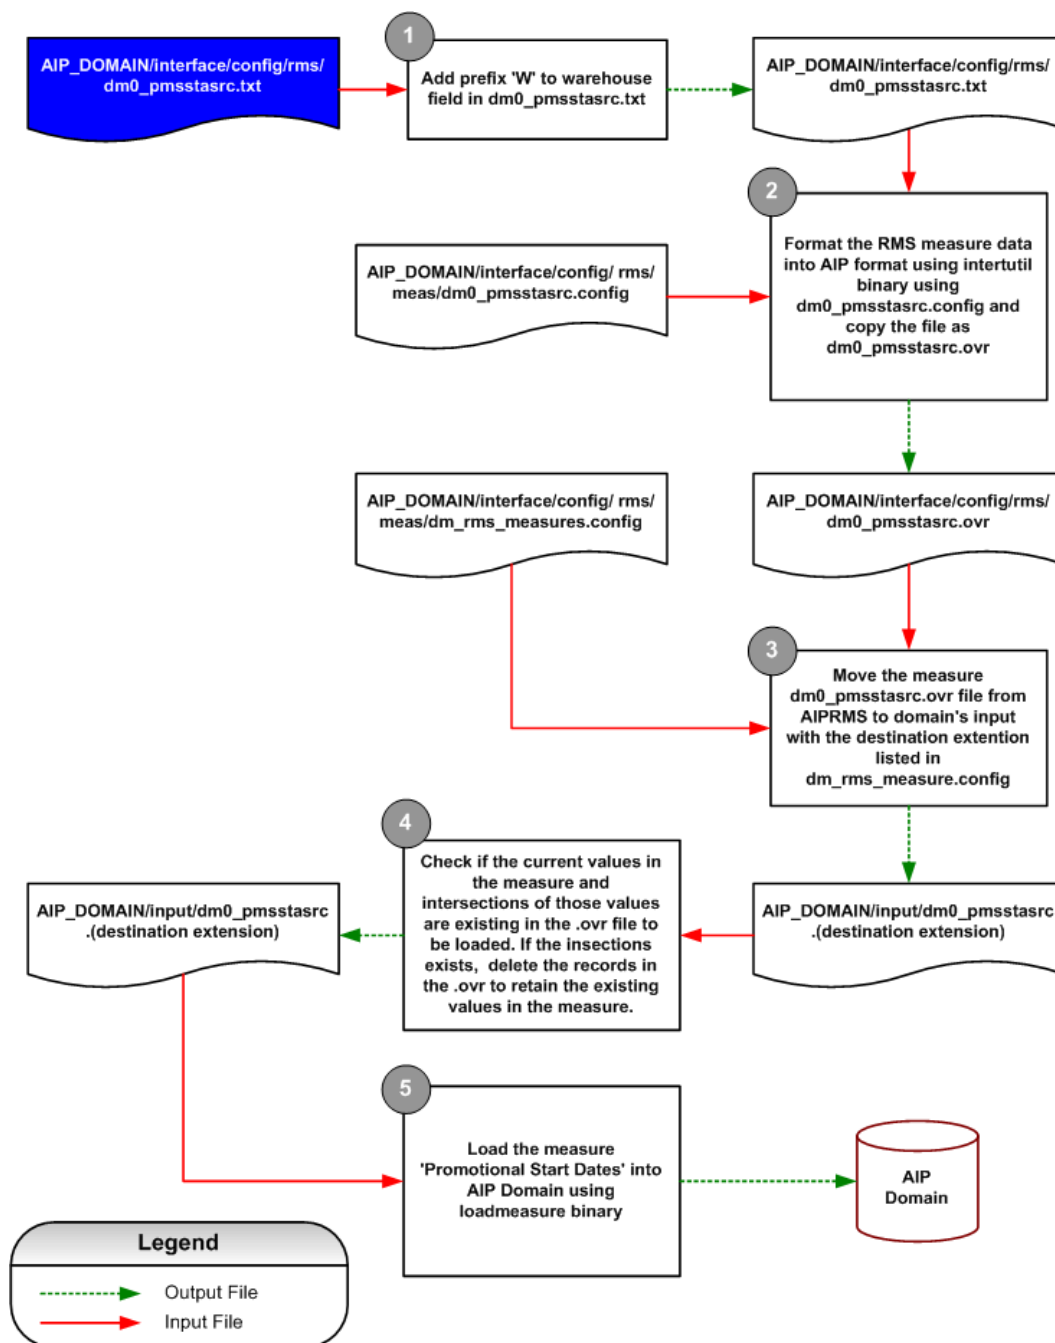 AIP_DOMAIN/interface/config/rms/
dm0_pmsstasrc.txt
1
Add prefix 'W' to warehouse
field in dm0_pmsstasrc.txt
AIP_DOMAIN/interface/config/rms/
dm0_pmsstasrc.txt
2
Format the RMS measure data
into AIP format using intertutil
binary using
dm0_pmsstasrc.config and
copy the file as
dm0_pmsstasrc.ovr
AIP_DOMAIN/interface/config/ rms/
meas/dm0_pmsstasrc.config
AIP_DOMAIN/interface/config/ rms/
meas/dm_rms_measures.config
AIP_DOMAIN/interface/config/rms/
dm0_pmsstasrc.ovr
3
Move the measure
dm0_pmsstasrc.ovr file from
AIPRMS to domain's input
with the destination extention
listed in
dm_rms_measure.config
4
Check if the current values in
the measure and
intersections of those values
are existing in the .ovr file to
be loaded. If the insections
exists, delete the records in
the .ovr to retain the existing
values in the measure.
AIP_DOMAIN/input/dm0_pmsstasrc
.(destination extension)
AIP_DOMAIN/input/dm0_pmsstasrc
.(destination extension)
5
Load the measure
'Promotional Start Dates' into
AIP Domain using
loadmeasure binary
AIP
Domain
Legend
Output File
Input File